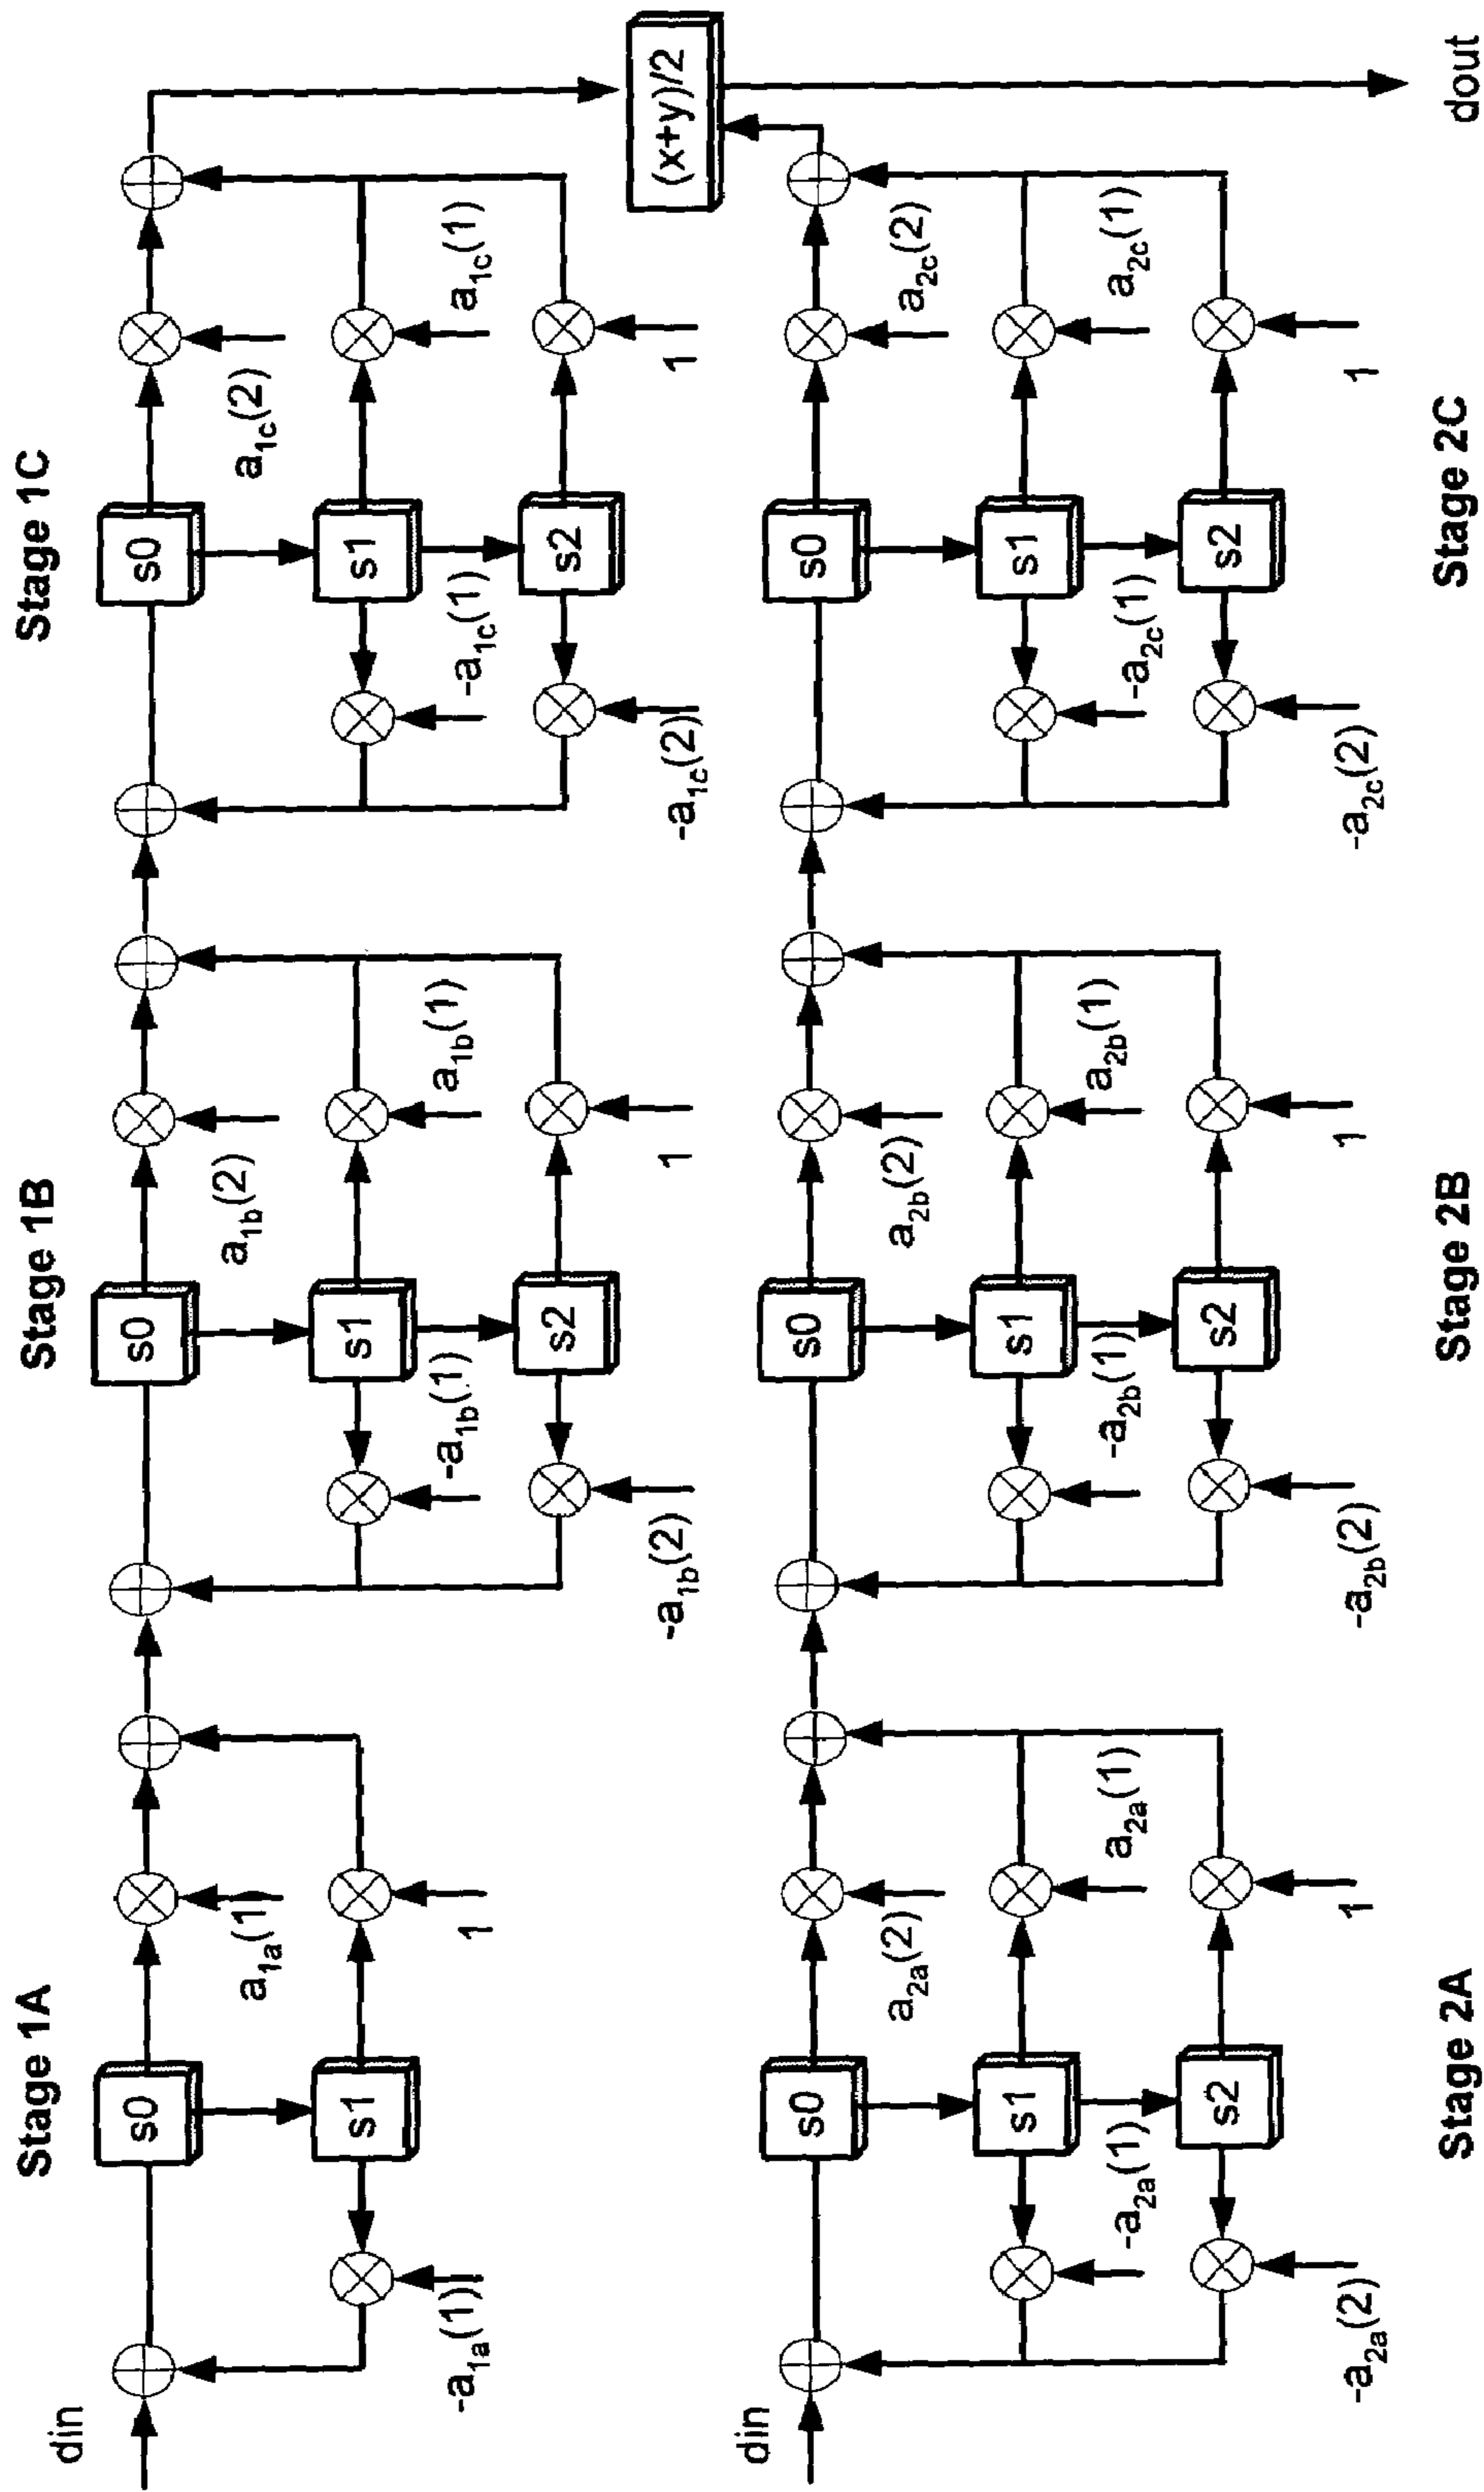 Stage 1A
Stage 1B
Stage 1C
din
s0
a1a(1)
s1
-a1a(1)
1
s0
a1b(2)
s1
-a1b(1)
a1b(1)
s2
-a1b(2)
1
s0
a1c(2)
s1
-a1c(1)
a1c(1)
s2
-a1c(2)
1
(x+y)/2
din
s0
a2a(2)
s1
-a2a(1)
a2a(1)
s2
-a2a(2)
1
s0
a2b(2)
s1
-a2b(1)
a2b(1)
s2
-a2b(2)
1
s0
a2c(2)
s1
-a2c(1)
a2c(1)
s2
-a2c(2)
1
dout
Stage 2A
Stage 2B
Stage 2C